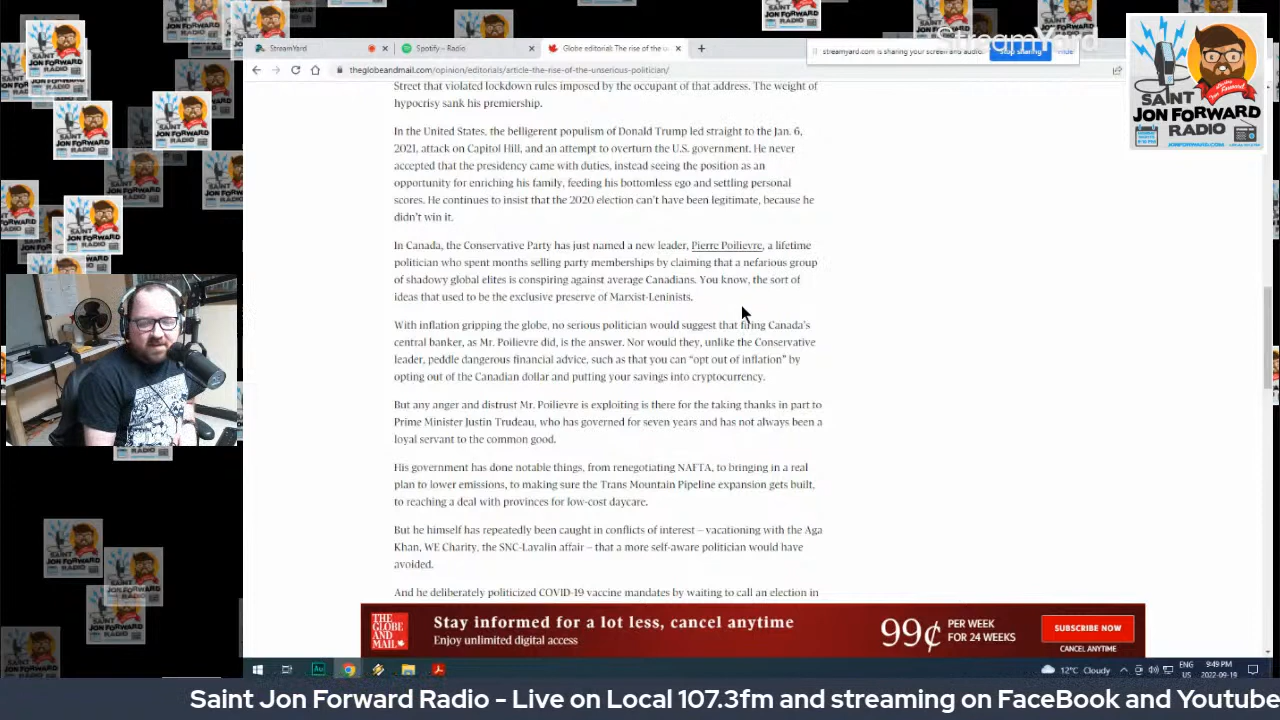 StreamYard
Spotify – Radio
Globe editorial: The rise of the u
streamyard.com is sharing your screen and audio.
Stop sharing
Hide
StreamYard
theglobeandmail.com/opinion/editorials/article-the-rise-of-the-unserious-politician/
SAINT
JON FORWARD
RADIO
Street that violated lockdown rules imposed by the occupant of that address. The weight of
hypocrisy sank his premiership.
In the United States, the belligerent populism of Donald Trump led straight to the Jan. 6,
2021, attack on Capitol Hill, and an attempt to overturn the U.S. government. He never
accepted that the presidency came with duties, instead seeing the position as an
opportunity for enriching his family, feeding his bottomless ego and settling personal
scores. He continues to insist that the 2020 election can't have been legitimate, because he
didn't win it.
In Canada, the Conservative Party has just named a new leader, Pierre Poilievre, a lifetime
politician who spent months selling party memberships by claiming that a nefarious group
of shadowy global elites is conspiring against average Canadians. You know, the sort of
ideas that used to be the exclusive preserve of Marxist-Leninists.
With inflation gripping the globe, no serious politician would suggest that firing Canada's
central banker, as Mr. Poilievre did, is the answer. Nor would they, unlike the Conservative
leader, peddle dangerous financial advice, such as that you can "opt out of inflation" by
opting out of the Canadian dollar and putting your savings into cryptocurrency.
But any anger and distrust Mr. Poilievre is exploiting is there for the taking thanks in part to
Prime Minister Justin Trudeau, who has governed for seven years and has not always been a
loyal servant to the common good.
His government has done notable things, from renegotiating NAFTA, to bringing in a real
plan to lower emissions, to making sure the Trans Mountain Pipeline expansion gets built,
to reaching a deal with provinces for low-cost daycare.
But he himself has repeatedly been caught in conflicts of interest – vacationing with the Aga
Khan, WE Charity, the SNC-Lavalin affair – that a more self-aware politician would have
avoided.
And he deliberately politicized COVID-19 vaccine mandates by waiting to call an election in
THE
GLOBE
AND
MAIL
Stay informed for a lot less, cancel anytime
Enjoy unlimited digital access
99¢
PER WEEK
FOR 24 WEEKS
SUBSCRIBE NOW
CANCEL ANYTIME
12°C Cloudy
ENG
US
9:49 PM
2022-09-19
Saint Jon Forward Radio - Live on Local 107.3fm and streaming on FaceBook and Youtube